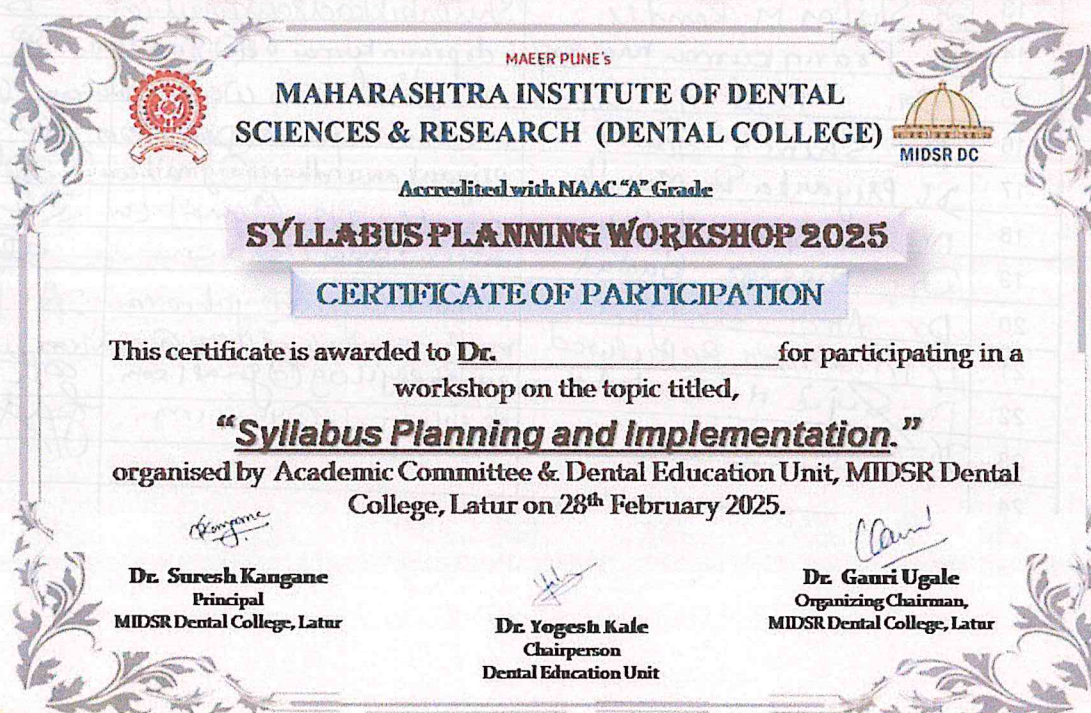 MAEER PUNE's
MAHARASHTRA INSTITUTE OF DENTAL
SCIENCES & RESEARCH (DENTAL COLLEGE)
MIDSR DC
Accredited with NAAC "A" Grade
SYLLABUS PLANNING WORKSHOP 2025
CERTIFICATE OF PARTICIPATION
This certificate is awarded to Dr. ______________________for participating in a
workshop on the topic titled,
"Syllabus Planning and Implementation."
organised by Academic Committee & Dental Education Unit, MIDSR Dental
College, Latur on 28th February 2025.
Dr. Suresh Kangane
Principal
MIDSR Dental College, Latur
Dr. Yogesh Kale
Chairperson
Dental Education Unit
Dr. Gauri Ugale
Organizing Chairman,
MIDSR Dental College, Latur